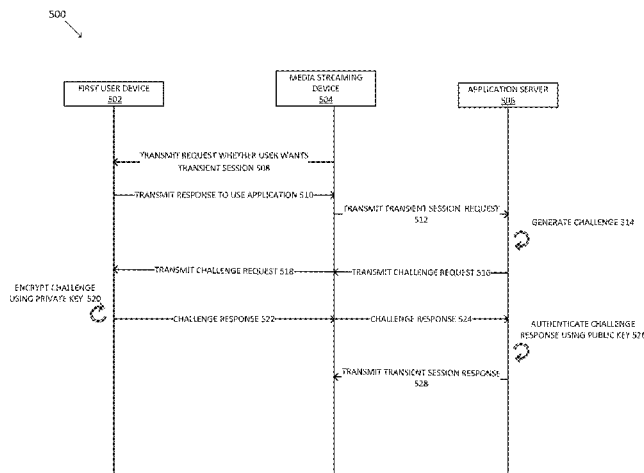 500
FIRST USER DEVICE
502
MEDIA STREAMING
DEVICE
504
APPLICATION SERVER
506
TRANSMIT REQUEST WHETHER USER WANTS
TRANSIENT SESSION 508
TRANSMIT RESPONSE TO USE APPLICATION 510
TRANSMIT TRANSIENT SESSION REQUEST
512
GENERATE CHALLENGE 514
TRANSMIT CHALLENGE REQUEST 518
TRANSMIT CHALLENGE REQUEST 516
ENCRYPT CHALLENGE
USING PRIVATE KEY 520
CHALLENGE RESPONSE 522
CHALLENGE RESPONSE 524
AUTHENTICATE CHALLENGE
RESPONSE USING PUBLIC KEY 526
TRANSMIT TRANSIENT SESSION RESPONSE
528